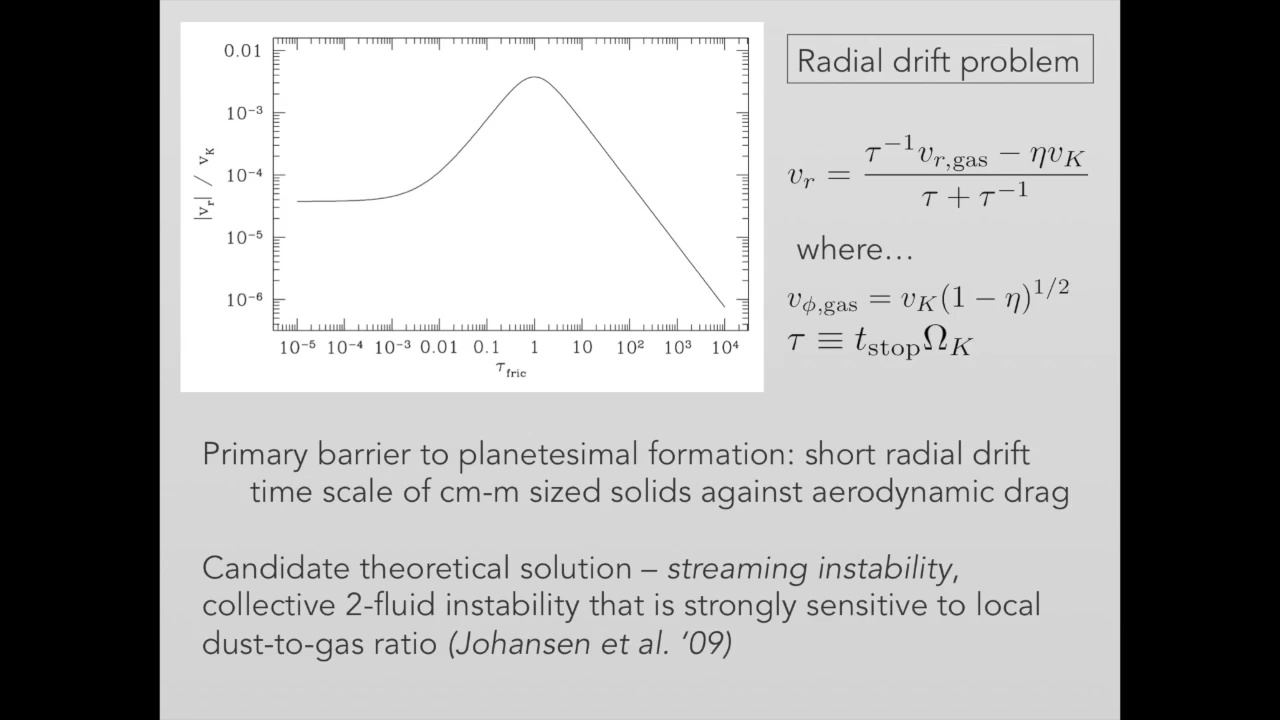 0.01
10⁻³
10⁻⁴
10⁻⁵
10⁻⁶
|vᵣ| / v_K
10⁻⁵ 10⁻⁴ 10⁻³ 0.01 0.1 1 10 10² 10³ 10⁴
τ_fric
Radial drift problem
v_r = (τ⁻¹v_{r,gas} − ηv_K) / (τ + τ⁻¹)
where…
v_{ϕ,gas} = v_K(1 − η)^{1/2}
τ ≡ t_stop Ω_K
Primary barrier to planetesimal formation: short radial drift
time scale of cm-m sized solids against aerodynamic drag
Candidate theoretical solution – streaming instability,
collective 2-fluid instability that is strongly sensitive to local
dust-to-gas ratio (Johansen et al. ’09)